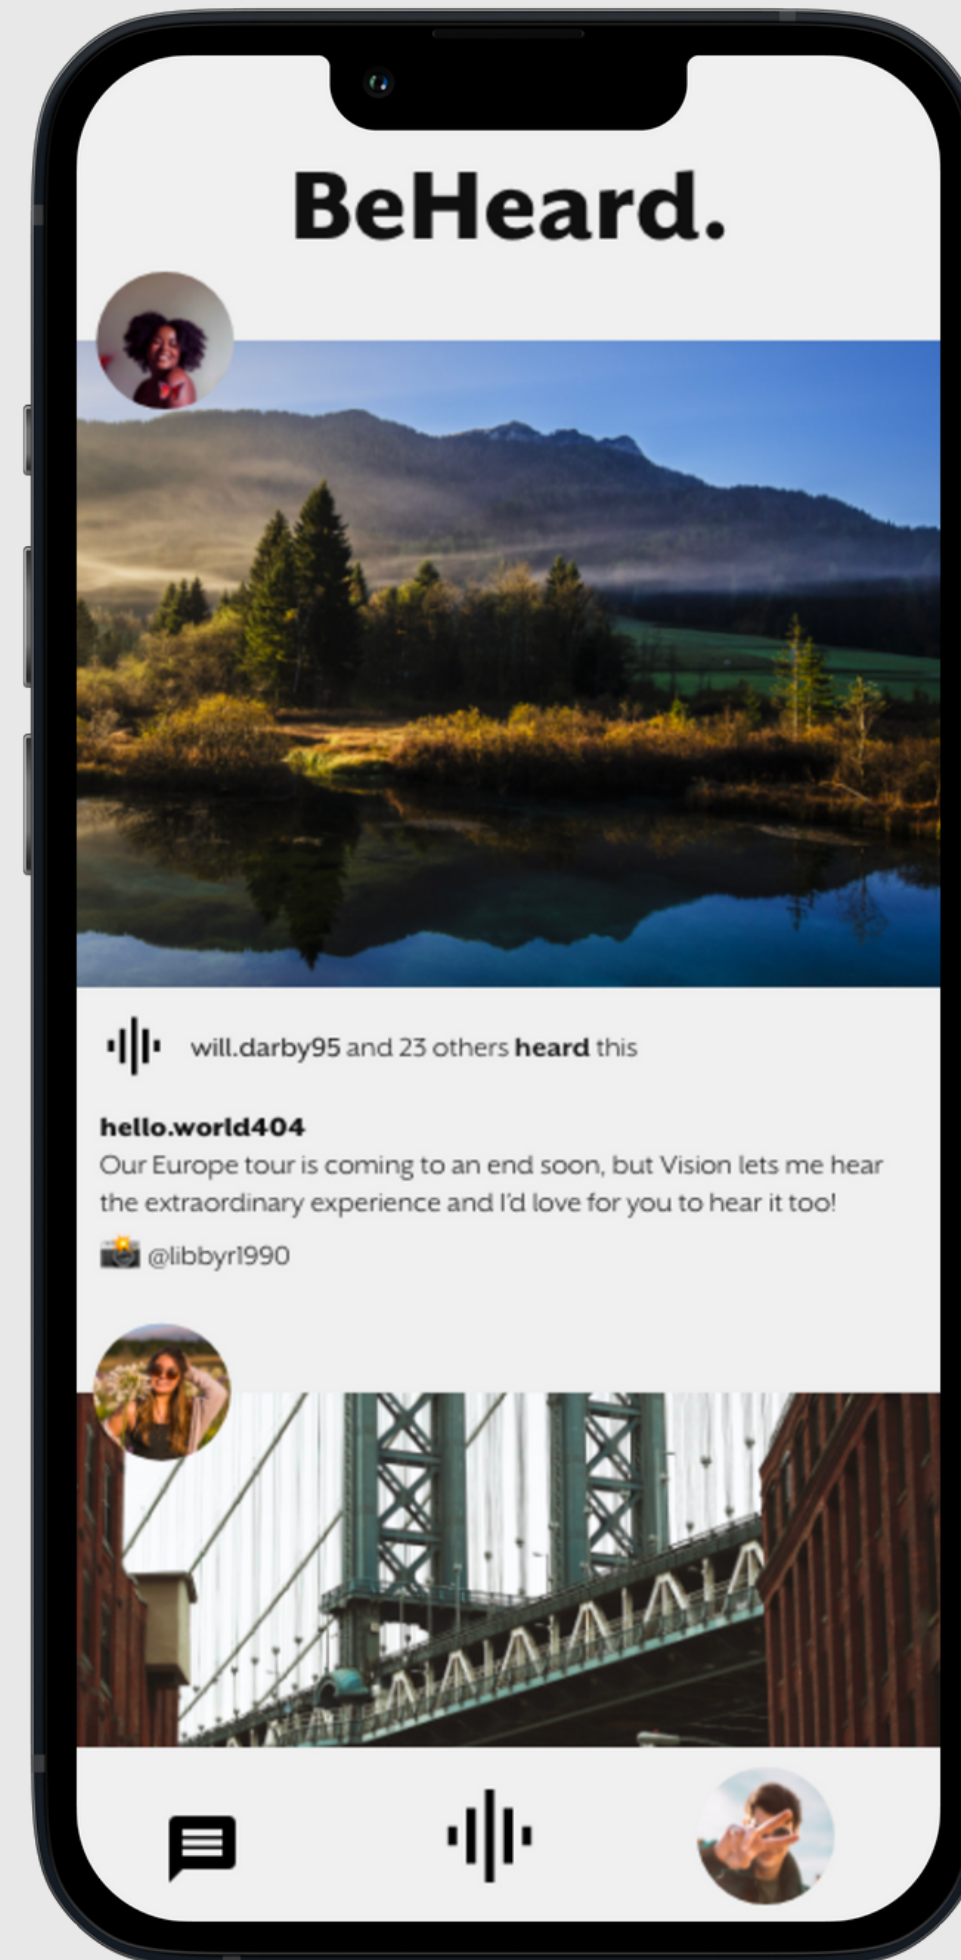 BeHeard.
will.darby95 and 23 others heard this
hello.world404
Our Europe tour is coming to an end soon, but Vision lets me hear
the extraordinary experience and I'd love for you to hear it too!
📸 @libbyr1990